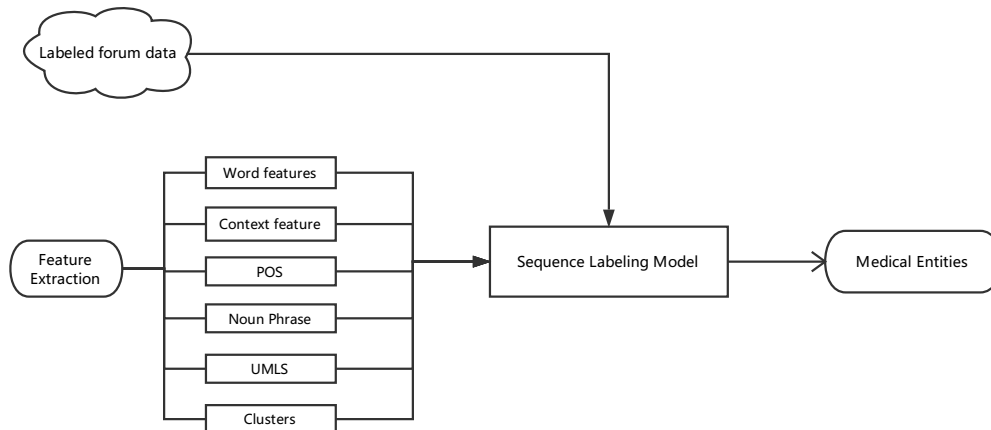 Labeled forum data
Word features
Context feature
Feature
Extraction
POS
Noun Phrase
UMLS
Clusters
Sequence Labeling Model
Medical Entities